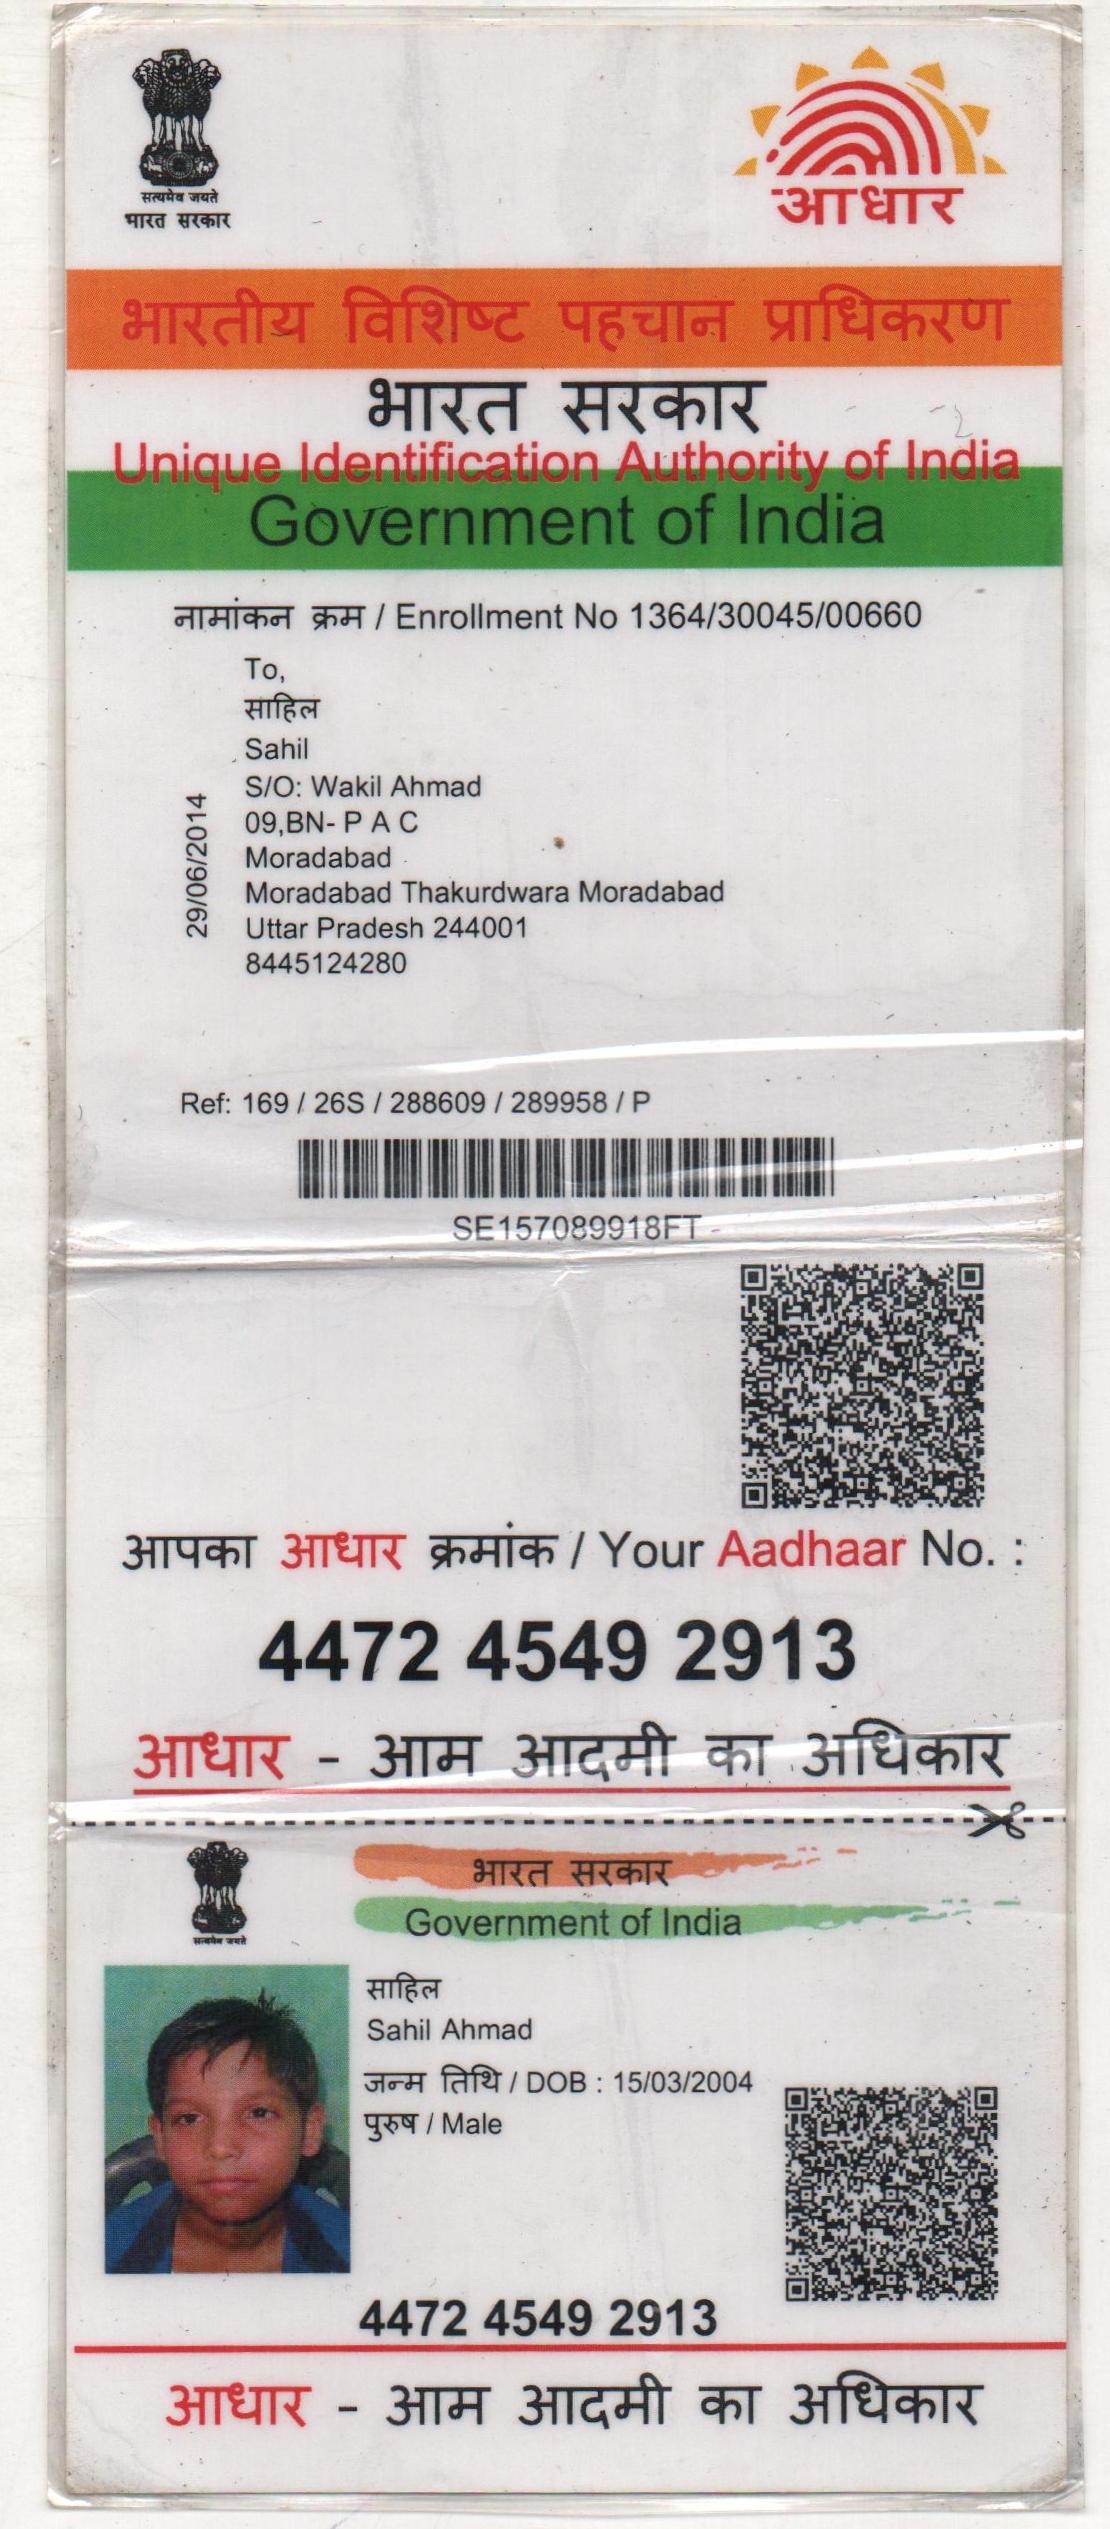 सत्यमेव जयते
भारत सरकार
आधार
भारतीय विशिष्ट पहचान प्राधिकरण
भारत सरकार
Unique Identification Authority of India
Government of India
नामांकन क्रम / Enrollment No 1364/30045/00660
To,
साहिल
Sahil
S/O: Wakil Ahmad
09,BN- P A C
Moradabad
Moradabad Thakurdwara Moradabad
Uttar Pradesh 244001
8445124280
29/06/2014
Ref: 169 / 26S / 288609 / 289958 / P
SE157089918FT
आपका आधार क्रमांक / Your Aadhaar No. :
4472 4549 2913
आधार - आम आदमी का अधिकार
सत्यमेव जयते
भारत सरकार
Government of India
साहिल
Sahil Ahmad
जन्म तिथि / DOB : 15/03/2004
पुरुष / Male
4472 4549 2913
आधार - आम आदमी का अधिकार